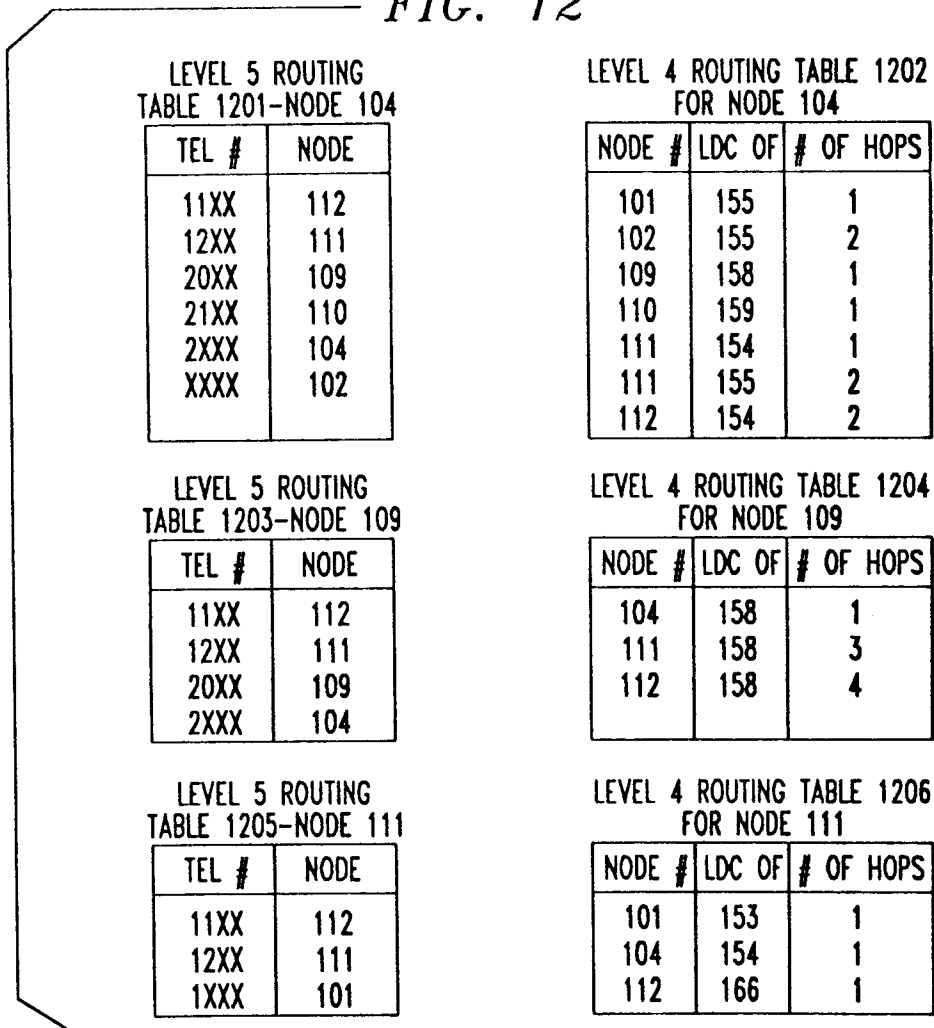 FIG. 12
LEVEL 5 ROUTING
TABLE 1201-NODE 104
TEL # NODE
11XX 112
12XX 111
20XX 109
21XX 110
2XXX 104
XXXX 102
LEVEL 4 ROUTING TABLE 1202
FOR NODE 104
NODE # LDC OF # OF HOPS
101 155 1
102 155 2
109 158 1
110 159 1
111 154 1
111 155 2
112 154 2
LEVEL 5 ROUTING
TABLE 1203-NODE 109
TEL # NODE
11XX 112
12XX 111
20XX 109
2XXX 104
LEVEL 4 ROUTING TABLE 1204
FOR NODE 109
NODE # LDC OF # OF HOPS
104 158 1
111 158 3
112 158 4
LEVEL 5 ROUTING
TABLE 1205-NODE 111
TEL # NODE
11XX 112
12XX 111
1XXX 101
LEVEL 4 ROUTING TABLE 1206
FOR NODE 111
NODE # LDC OF # OF HOPS
101 153 1
104 154 1
112 166 1